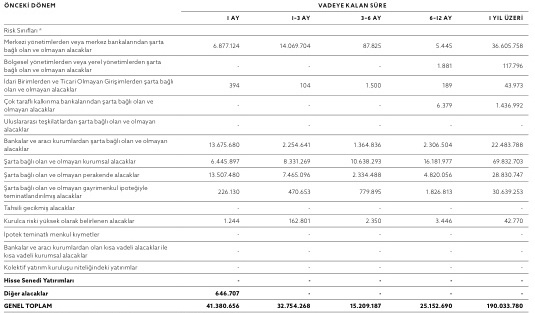 ÖNCEKİ DÖNEM VADEYE KALAN SÜRE
1 AY 1-3 AY 3-6 AY 6-12 AY 1 YIL ÜZERİ
Risk Sınıfları
Merkezi yönetimlerden veya merkez bankalarından şarta
bağlı olan ve olmayan alacaklar 6.877.124 14.069.704 87.825 5.445 36.605.758
Bölgesel yönetimlerden veya yerel yönetimlerden şarta
bağlı olan ve olmayan alacaklar - - - 1.881 117.796
İdari Birimlerden ve Ticari Olmayan Girişimlerden şarta bağlı
olan ve olmayan alacaklar 394 104 1.500 189 43.973
Çok taraflı kalkınma bankalarından şarta bağlı olan ve
olmayan alacaklar - - - 6.379 1.436.992
Uluslararası teşkilatlardan şarta bağlı olan ve olmayan
alacaklar - - - - -
Bankalar ve aracı kurumlardan şarta bağlı olan ve olmayan
alacaklar 13.675.680 2.254.641 1.364.836 2.306.504 22.483.788
Şarta bağlı olan ve olmayan kurumsal alacaklar 6.445.897 8.331.269 10.638.293 16.181.977 69.832.703
Şarta bağlı olan ve olmayan perakende alacaklar 13.507.480 7.465.096 2.334.488 4.820.056 28.830.747
Şarta bağlı olan ve olmayan gayrimenkul ipoteğiyle
teminatlandırılmış alacaklar 226.130 470.653 779.895 1.826.813 30.639.253
Tahsili gecikmiş alacaklar - - - - -
Kurulca riski yüksek olarak belirlenen alacaklar 1.244 162.801 2.350 3.446 42.770
İpotek teminatlı menkul kıymetler - - - - -
Bankalar ve aracı kurumlardan olan kısa vadeli alacaklar ile
kısa vadeli kurumsal alacaklar - - - - -
Kolektif yatırım kuruluşu niteliğindeki yatırımlar - - - - -
Hisse Senedi Yatırımları - - - - -
Diğer alacaklar 646.707 - - - -
GENEL TOPLAM 41.380.656 32.754.268 15.209.187 25.152.690 190.033.780